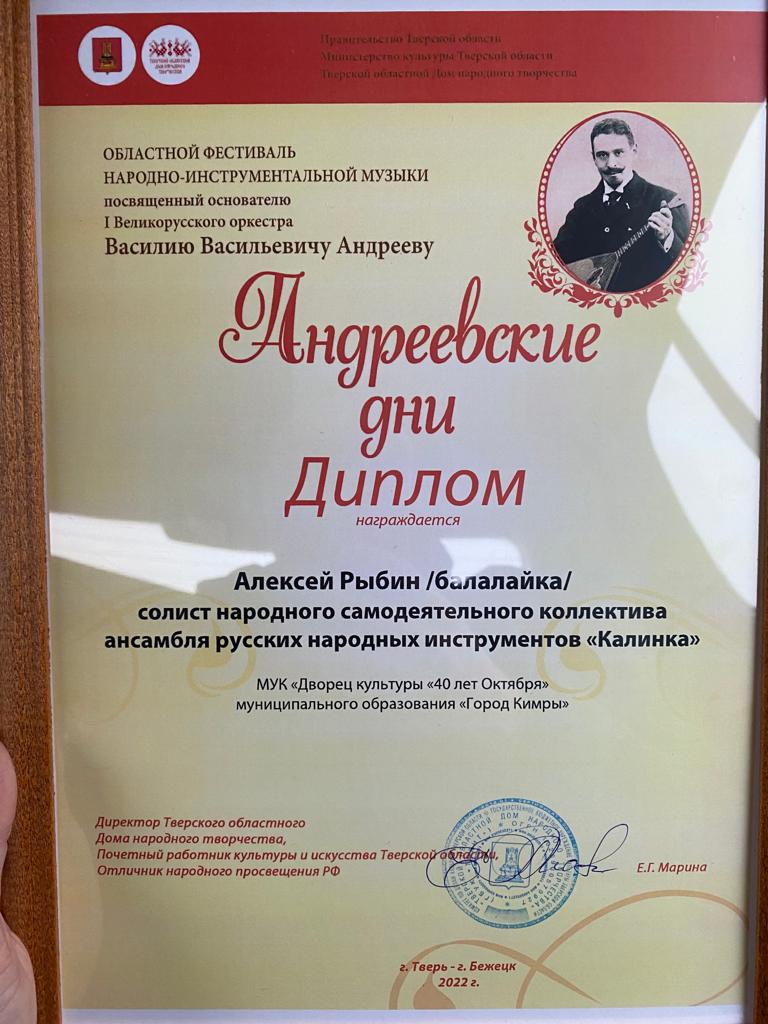 Правительство Тверской области
Министерство культуры Тверской области
Тверской областной Дом народного творчества
ОБЛАСТНОЙ ФЕСТИВАЛЬ
НАРОДНО-ИНСТРУМЕНТАЛЬНОЙ МУЗЫКИ
посвященный основателю
I Великорусского оркестра
Василию Васильевичу Андрееву
Андреевские
дни
Диплом
награждается
Алексей Рыбин /балалайка/
солист народного самодеятельного коллектива
ансамбля русских народных инструментов «Калинка»
МУК «Дворец культуры «40 лет Октября»
муниципального образования «Город Кимры»
Директор Тверского областного
Дома народного творчества,
Почетный работник культуры и искусства Тверской области,
Отличник народного просвещения РФ
Е.Г. Марина
г. Тверь - г. Бежецк
2022 г.